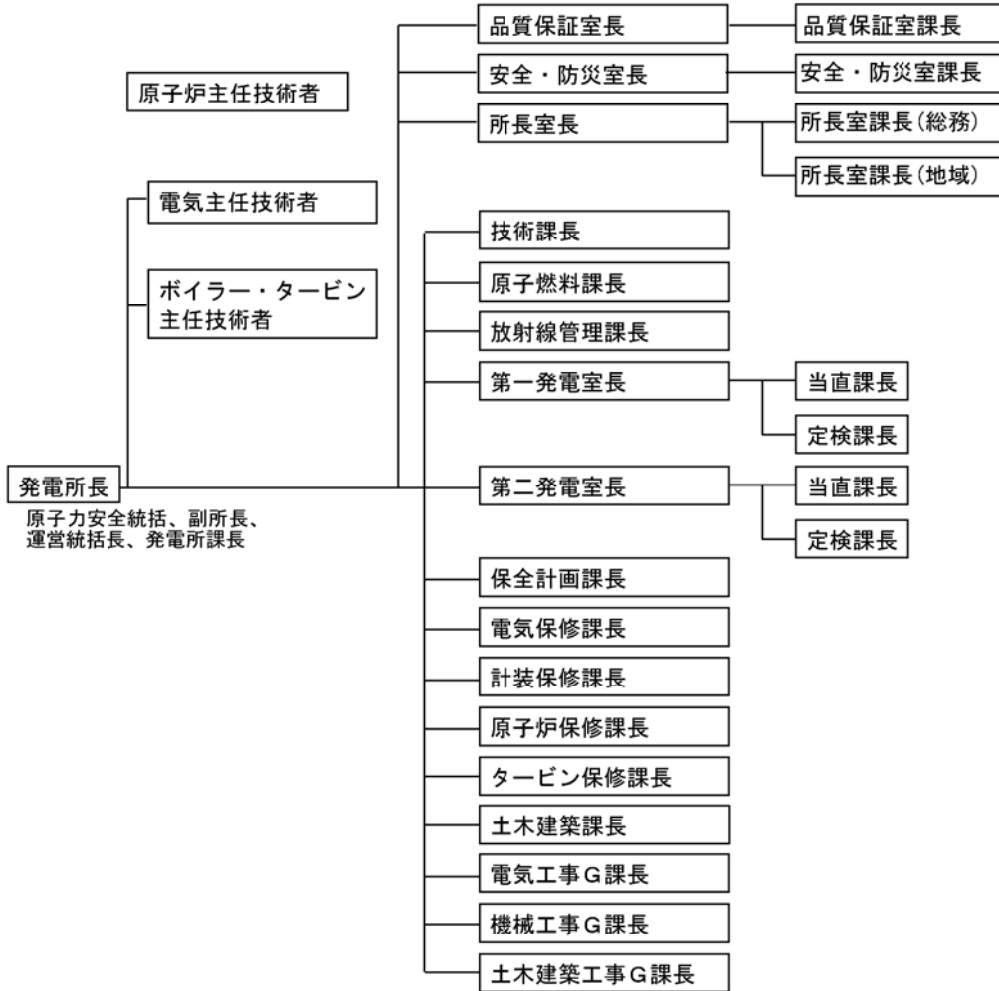 品質保証室長
品質保証室課長
安全・防災室長
安全・防災室課長
原子炉主任技術者
所長室長
所長室課長(総務)
所長室課長(地域)
電気主任技術者
技術課長
ボイラー・タービン
主任技術者
原子燃料課長
放射線管理課長
第一発電室長
当直課長
定検課長
発電所長
原子力安全統括、副所長、
運営統括長、発電所課長
第二発電室長
当直課長
定検課長
保全計画課長
電気保修課長
計装保修課長
原子炉保修課長
タービン保修課長
土木建築課長
電気工事G課長
機械工事G課長
土木建築工事G課長